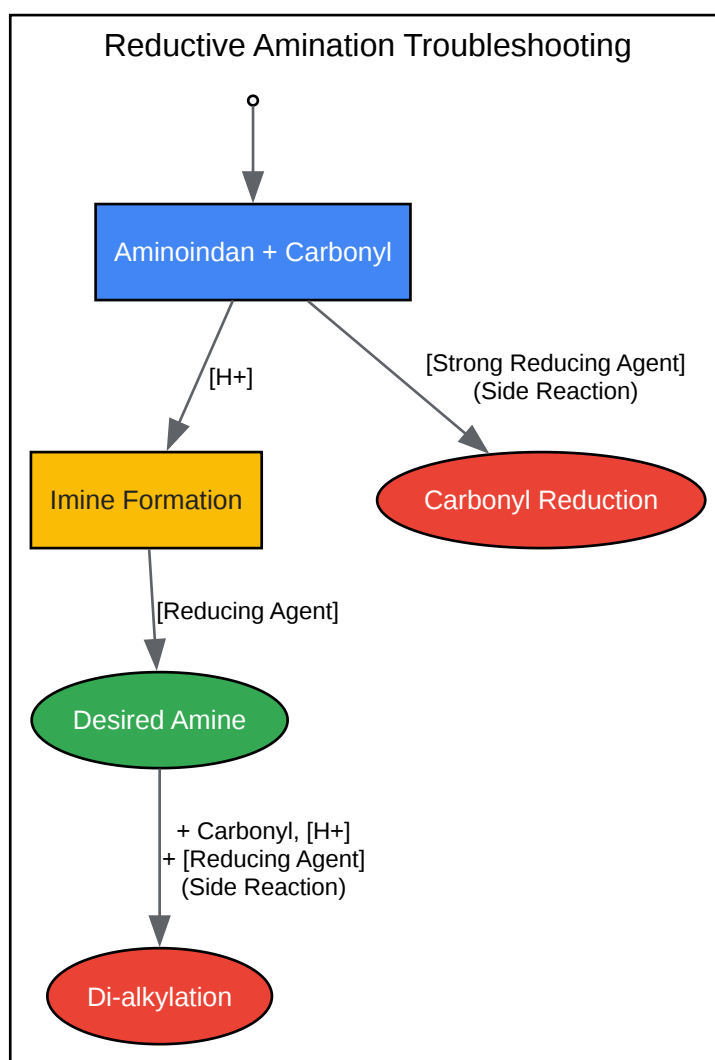 Reductive Amination Troubleshooting
Aminoindan + Carbonyl
[H+]
[Strong Reducing Agent]
(Side Reaction)
Imine Formation
Carbonyl Reduction
[Reducing Agent]
Desired Amine
+ Carbonyl, [H+]
+ [Reducing Agent]
(Side Reaction)
Di-alkylation